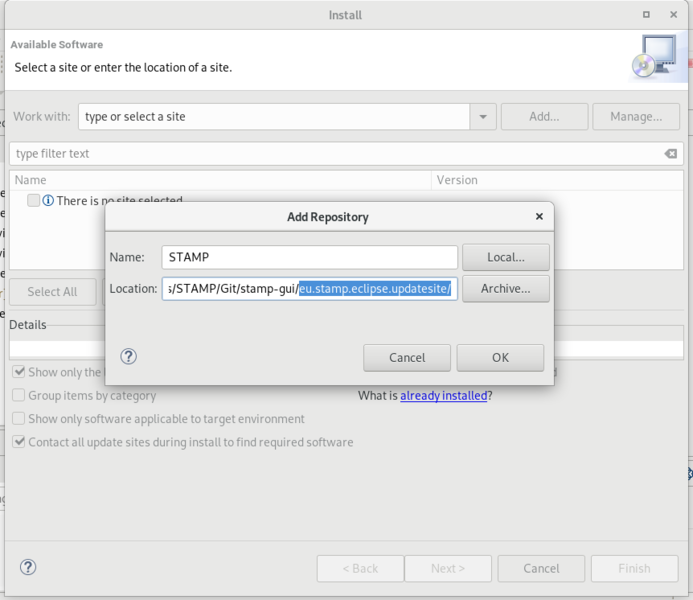 Install
Available Software
Select a site or enter the location of a site.
Work with: type or select a site Add... Manage...
type filter text
Name Version
There is no site selected
Add Repository
Name: STAMP Local...
Location: s/STAMP/Git/stamp-gui/eu.stamp.eclipse.updatesite/ Archive...
Select All
Details
Cancel OK
Show only the
Group items by category What is already installed?
Show only software applicable to target environment
Contact all update sites during install to find required software
< Back Next > Cancel Finish